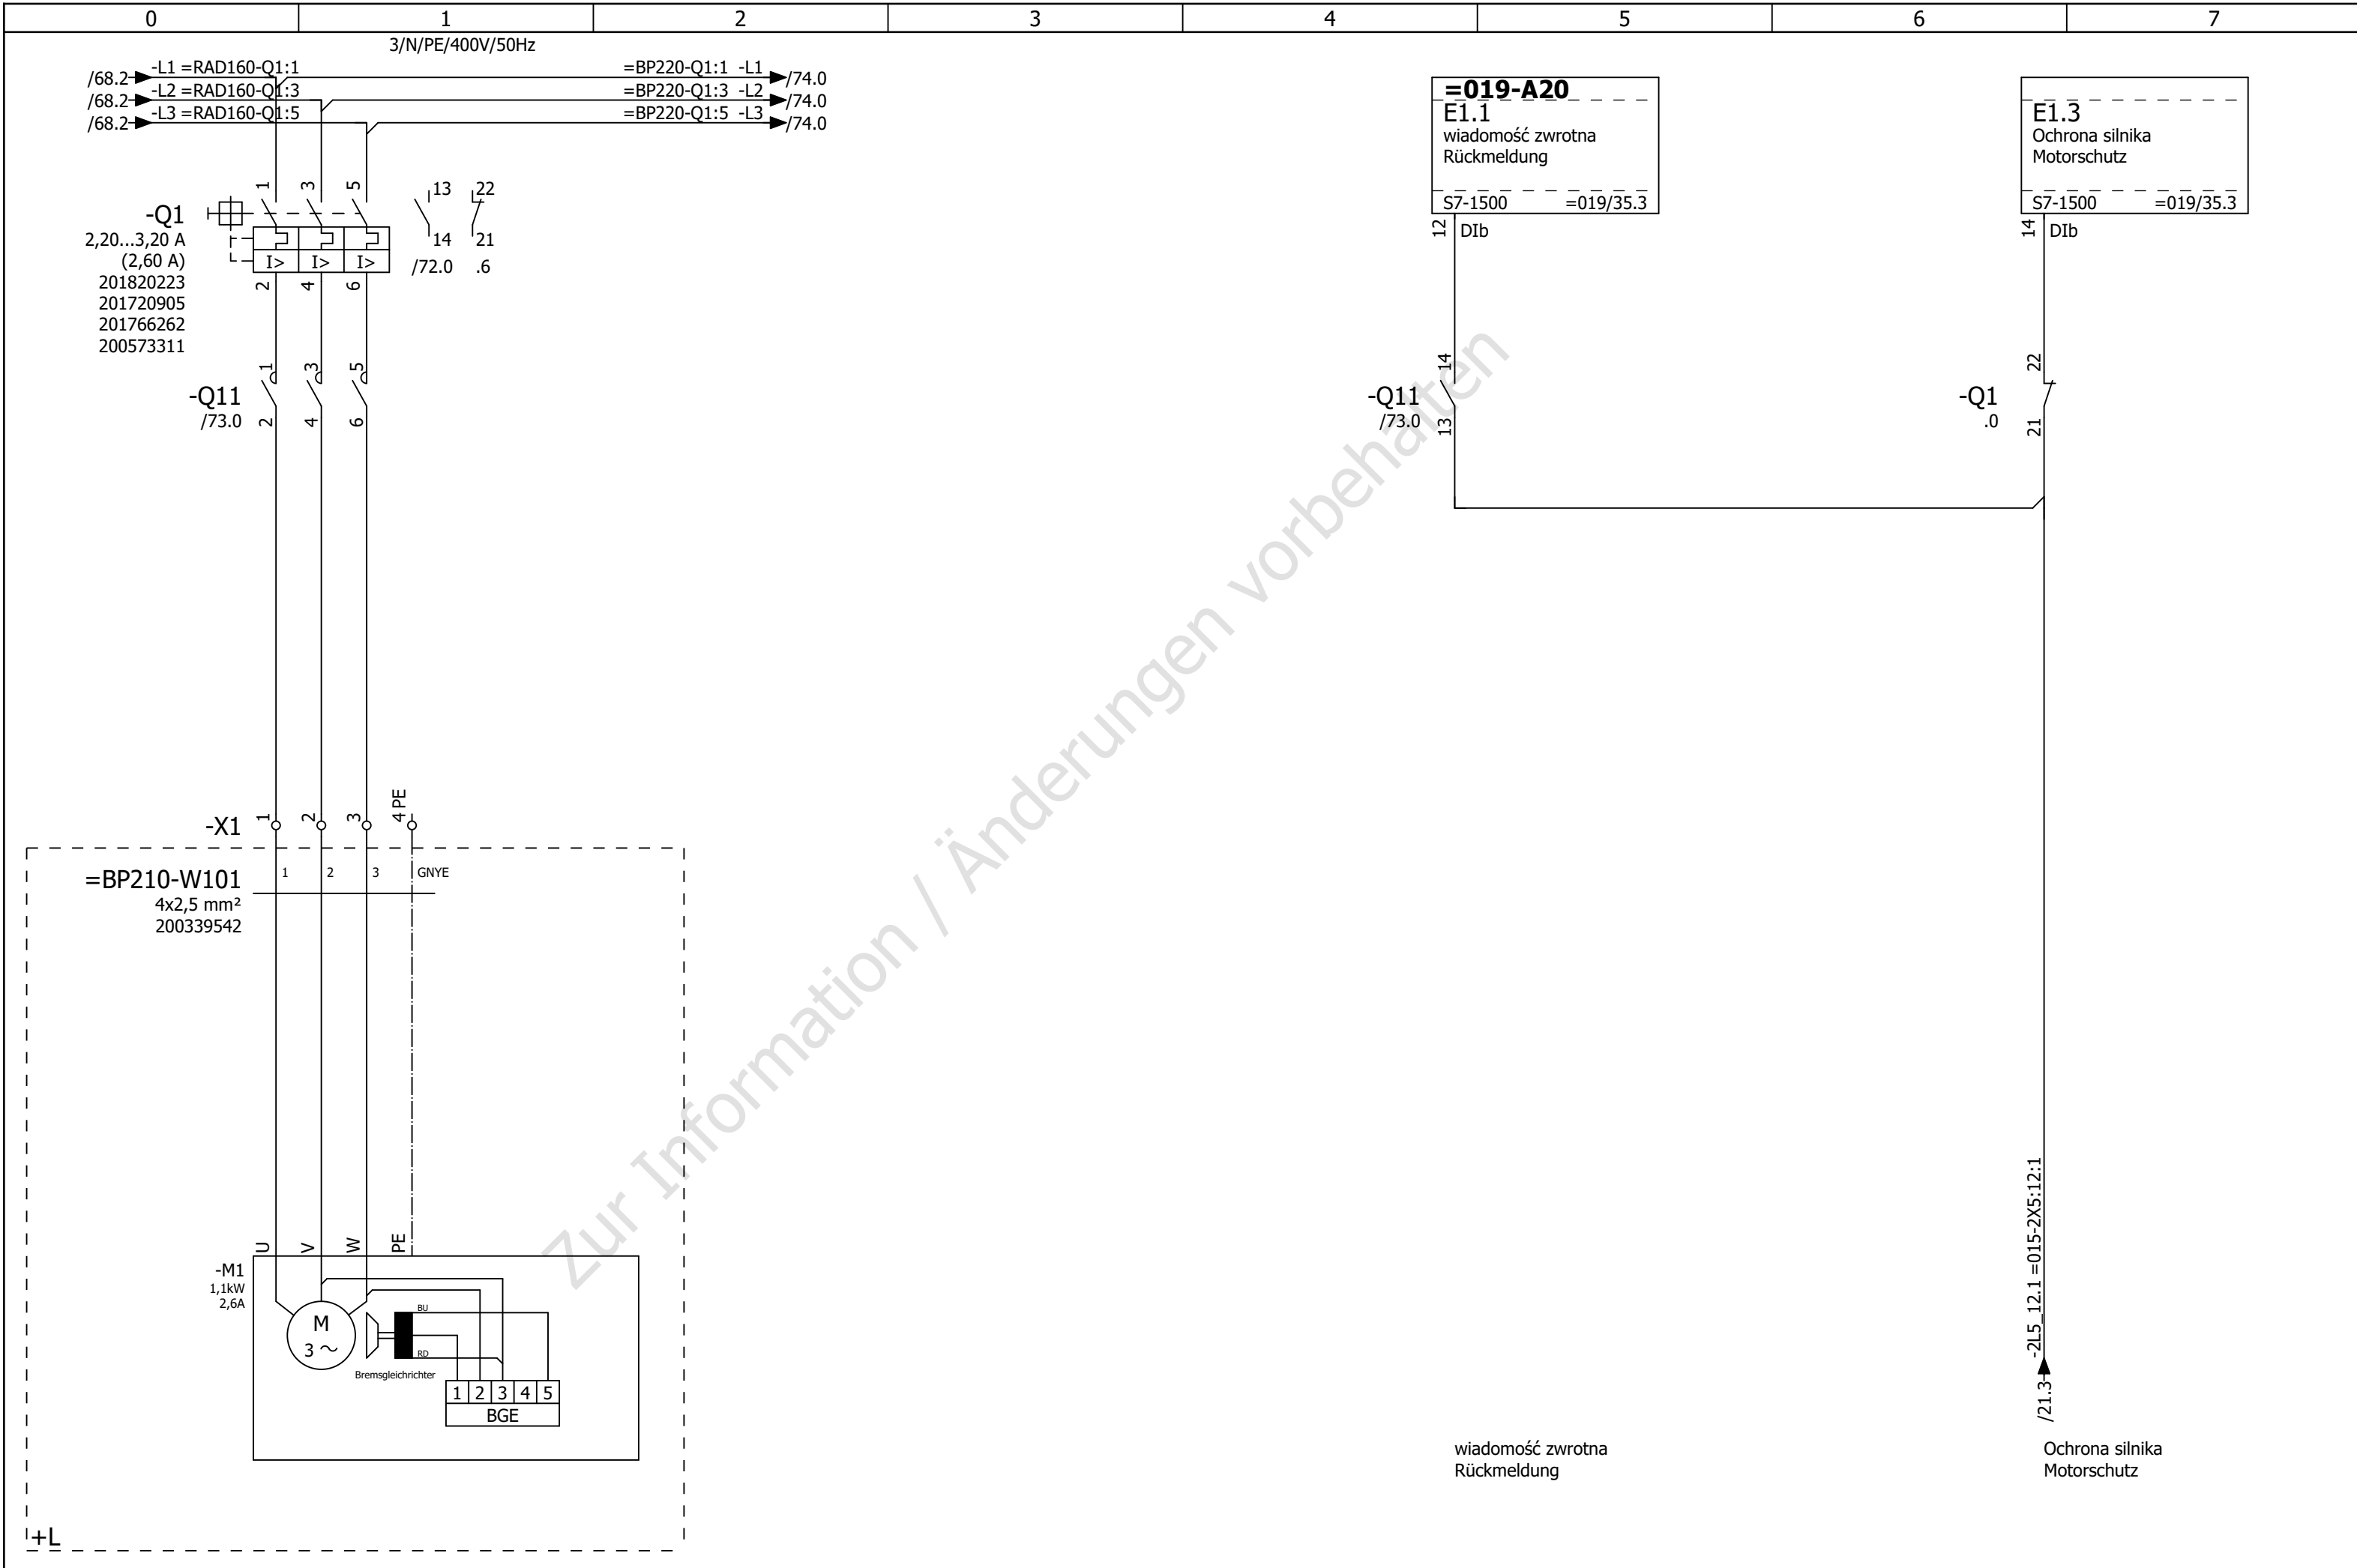 0 1 2 3 4 5 6 7
3/N/PE/400V/50Hz
/68.2 -L1 =RAD160-Q1:1 =BP220-Q1:1 -L1 /74.0
/68.2 -L2 =RAD160-Q1:3 =BP220-Q1:3 -L2 /74.0
/68.2 -L3 =RAD160-Q1:5 =BP220-Q1:5 -L3 /74.0
=019-A20
E1.1
wiadomość zwrotna
Rückmeldung
S7-1500 =019/35.3
12 DIb
E1.3
Ochrona silnika
Motorschutz
S7-1500 =019/35.3
14 DIb
1 3 5 13 22
-Q1
2,20...3,20 A
(2,60 A)
201820223
201720905
201766262
200573311
I> I> I>
14 21
/72.0 .6
2 4 6
1 3 5
-Q11
/73.0
2 4 6
14
-Q11
/73.0
13
22
-Q1
.0
21
-X1 1 2 3 4 PE
=BP210-W101
4x2,5 mm²
200339542
1 2 3 GNYE
U V W PE
-M1
1,1kW
2,6A
M
3 ~
BU
RD
Bremsgleichrichter
1 2 3 4 5
BGE
+L
-2L5_12.1 =015-2X5:12:1
/21.3
wiadomość zwrotna
Rückmeldung
Ochrona silnika
Motorschutz
Zur Information / Änderungen vorbehalten